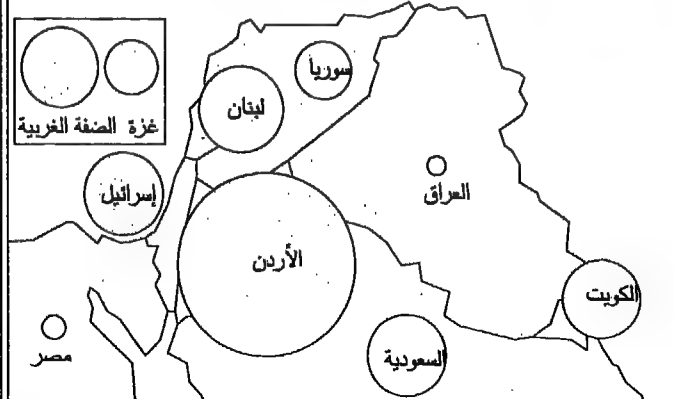 سوريا
لبنان
غزة الضفة الغربية
إسرائيل
العراق
الأردن
الكويت
مصر
السعودية